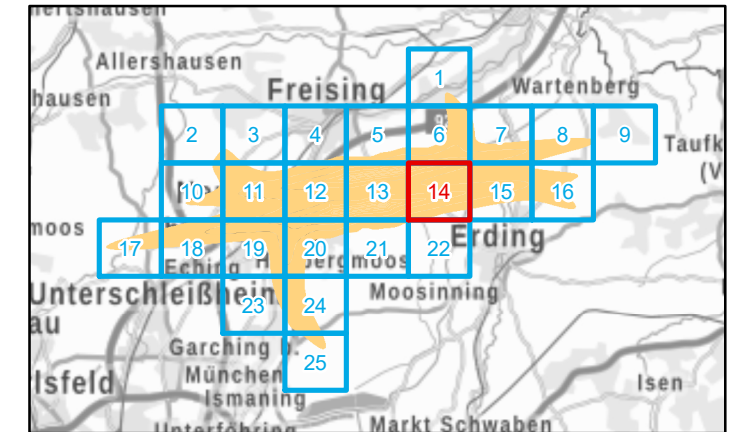 Allershausen
hausen
Freising
1
Wartenberg
2 3 4 5 6 7 8 9
Taufk
(V
10 11 12 13 14 15 16
moos
17 18 19 20 21 22
Erding
Eching
ergmoos
Unterschleißheim
23 24
Moosinning
au
Garching b.
25
München
lsfeld
Ismaning
Isen
Markt Schwaben
Unterföhring